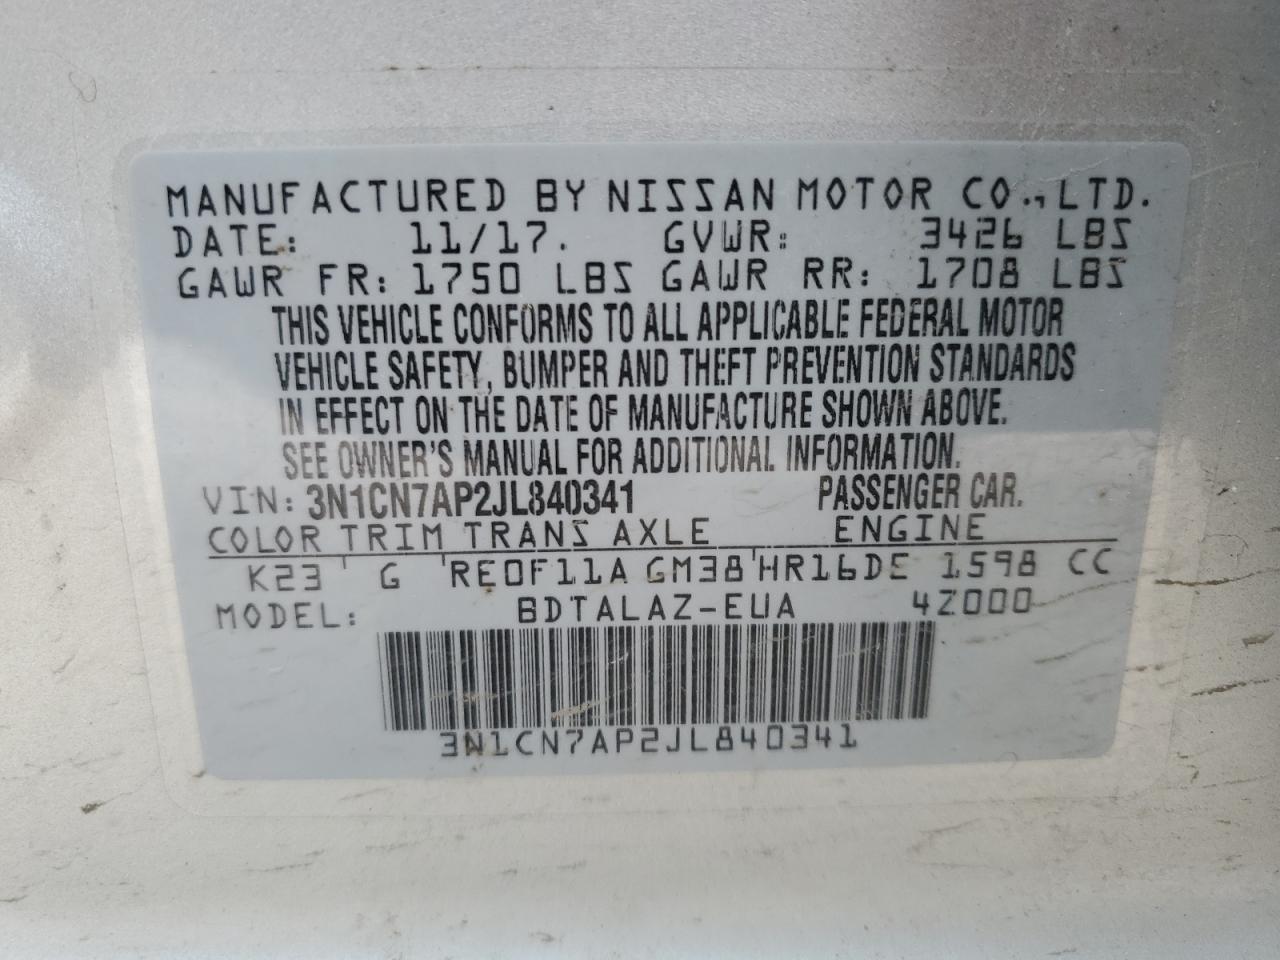 MANUFACTURED BY NISSAN MOTOR CO., LTD.
DATE: 11/17. GVWR: 3426 LBS
GAWR FR: 1750 LBS GAWR RR: 1708 LBS
THIS VEHICLE CONFORMS TO ALL APPLICABLE FEDERAL MOTOR
VEHICLE SAFETY, BUMPER AND THEFT PREVENTION STANDARDS
IN EFFECT ON THE DATE OF MANUFACTURE SHOWN ABOVE.
SEE OWNER'S MANUAL FOR ADDITIONAL INFORMATION.
VIN: 3N1CN7AP2JL840341 PASSENGER CAR.
COLOR TRIM TRANS AXLE ENGINE
K23 ' G 'RE0F11A GM38'HR16DE 1598 CC
MODEL: BDTALAZ-EUA 4Z000
3N1CN7AP2JL840341